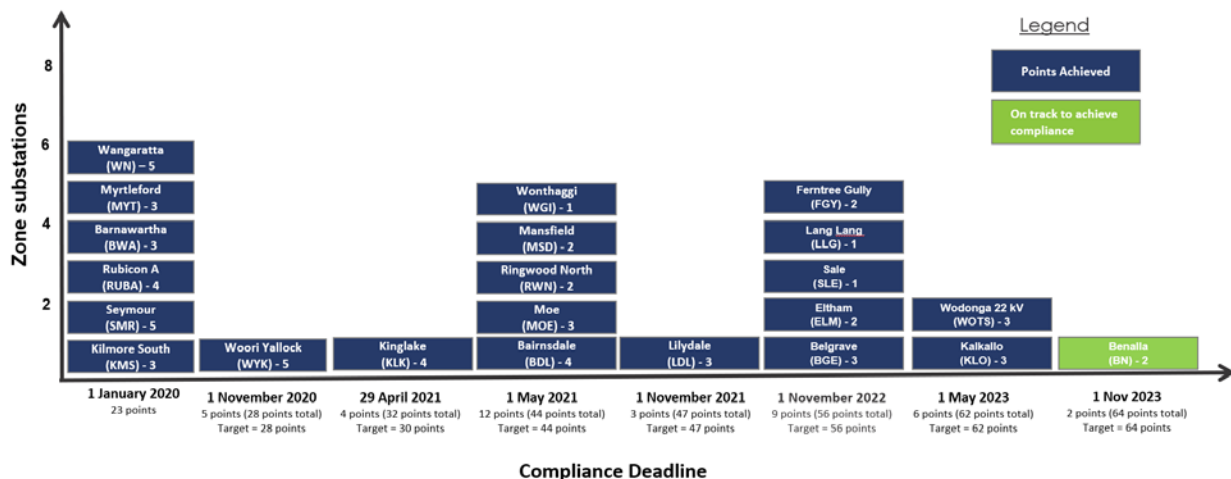 Legend
Points Achieved
On track to achieve
compliance
Zone substations
8
6
4
2
Wangaratta
(WN) – 5
Myrtleford
(MYT) - 3
Barnawartha
(BWA) - 3
Rubicon A
(RUBA) - 4
Seymour
(SMR) - 5
Kilmore South
(KMS) - 3
Woori Yallock
(WYK) - 5
Kinglake
(KLK) - 4
Wonthaggi
(WGI) - 1
Mansfield
(MSD) - 2
Ringwood North
(RWN) - 2
Moe
(MOE) - 3
Bairnsdale
(BDL) - 4
Lilydale
(LDL) - 3
Ferntree Gully
(FGY) - 2
Lang Lang
(LLG) - 1
Sale
(SLE) - 1
Eltham
(ELM) - 2
Belgrave
(BGE) - 3
Wodonga 22 kV
(WOTS) - 3
Kalkallo
(KLO) - 3
Benalla
(BN) - 2
1 January 2020
23 points
1 November 2020
5 points (28 points total)
Target = 28 points
29 April 2021
4 points (32 points total)
Target = 30 points
1 May 2021
12 points (44 points total)
Target = 44 points
1 November 2021
3 points (47 points total)
Target = 47 points
1 November 2022
9 points (56 points total)
Target = 56 points
1 May 2023
6 points (62 points total)
Target = 62 points
1 Nov 2023
2 points (64 points total)
Target = 64 points
Compliance Deadline